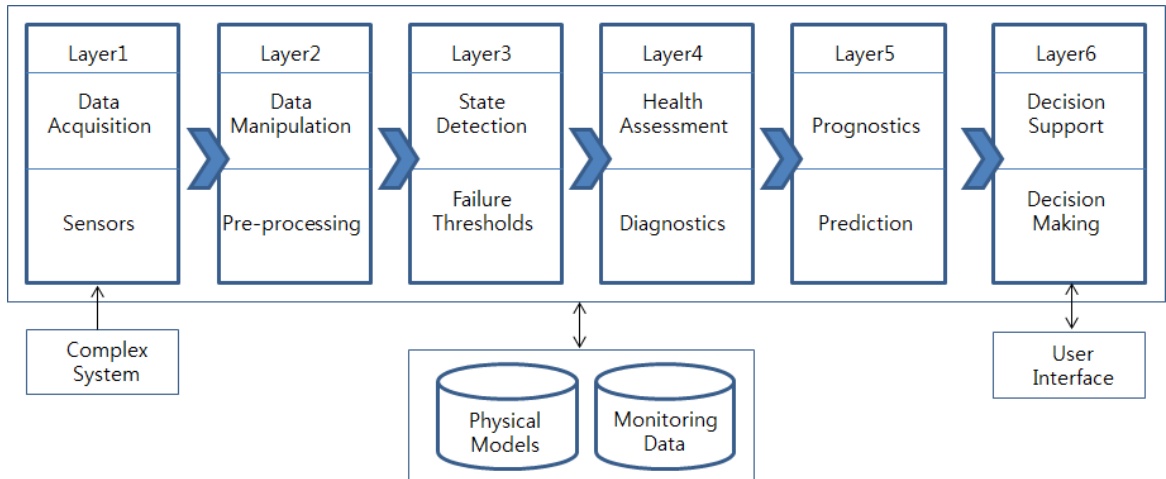 Layer1
Data
Acquisition
Sensors
Layer2
Data
Manipulation
Pre-processing
Layer3
State
Detection
Failure
Thresholds
Layer4
Health
Assessment
Diagnostics
Layer5
Prognostics
Prediction
Layer6
Decision
Support
Decision
Making
Complex
System
Physical
Models
Monitoring
Data
User
Interface